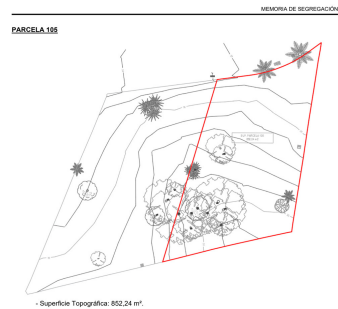 MEMORIA DE SEGREGACIÓN
PARCELA 105
- Superficie Topográfica: 852,24 m².